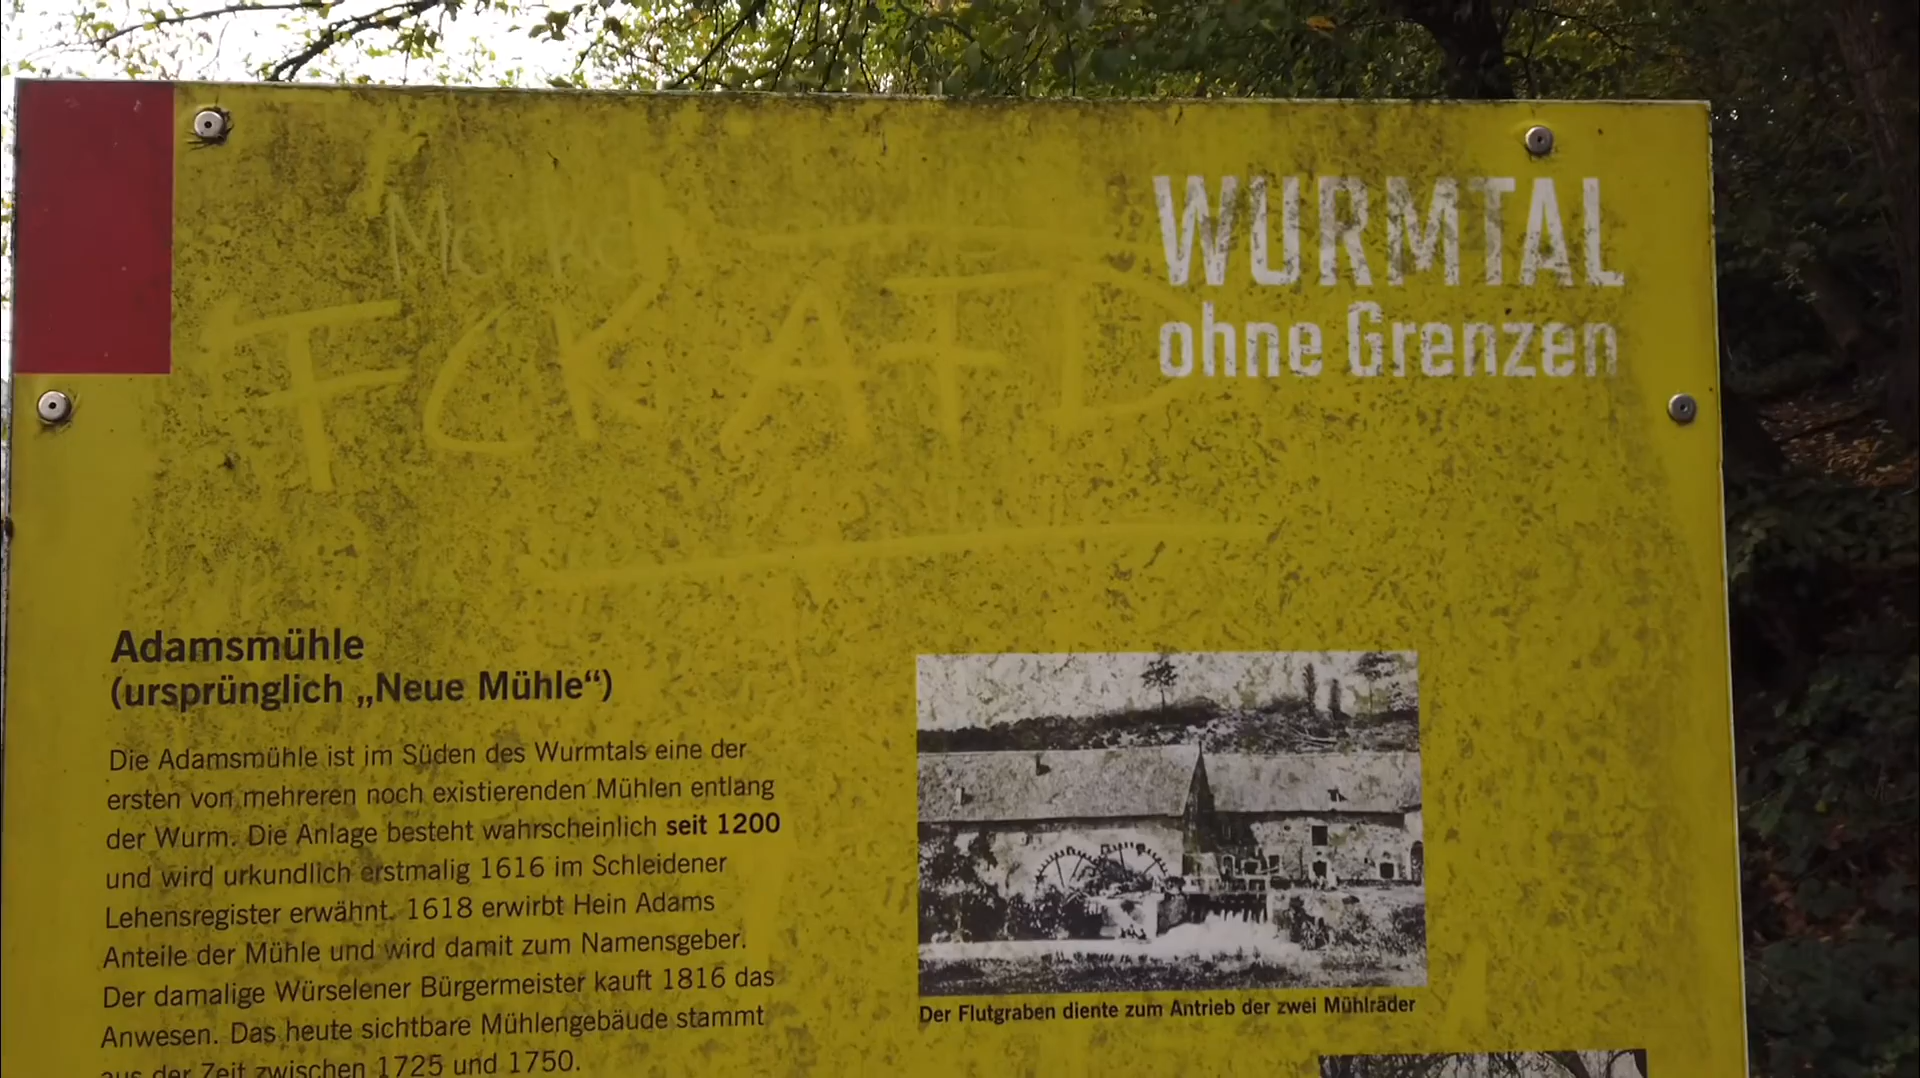 WURMTAL
ohne Grenzen
FCK AFD
Adamsmühle
(ursprünglich „Neue Mühle“)
Die Adamsmühle ist im Süden des Wurmtals eine der
ersten von mehreren noch existierenden Mühlen entlang
der Wurm. Die Anlage besteht wahrscheinlich seit 1200
und wird urkundlich erstmalig 1616 im Schleidener
Lehensregister erwähnt. 1618 erwirbt Hein Adams
Anteile der Mühle und wird damit zum Namensgeber.
Der damalige Würselener Bürgermeister kauft 1816 das
Anwesen. Das heute sichtbare Mühlengebäude stammt
aus der Zeit zwischen 1725 und 1750.
Der Flutgraben diente zum Antrieb der zwei Mühlräder